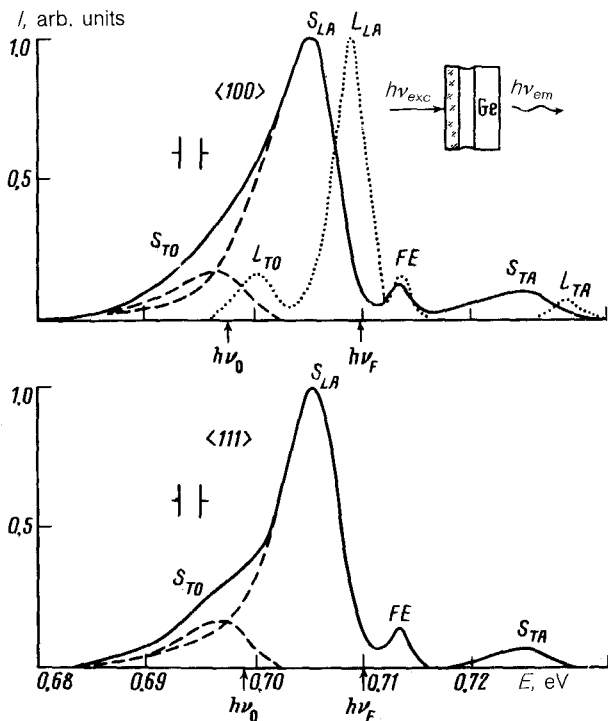 I, arb. units
S_LA L_LA
1.0
<100>
hν_exc Ge hν_em
0,5
S_TO L_TO FE S_TA L_TA
hν_0 hν_F
S_LA
1.0
<111>
0,5
S_TO FE S_TA
0,68 0,69 0,70 0,71 0,72 E, eV
hν_0 hν_F